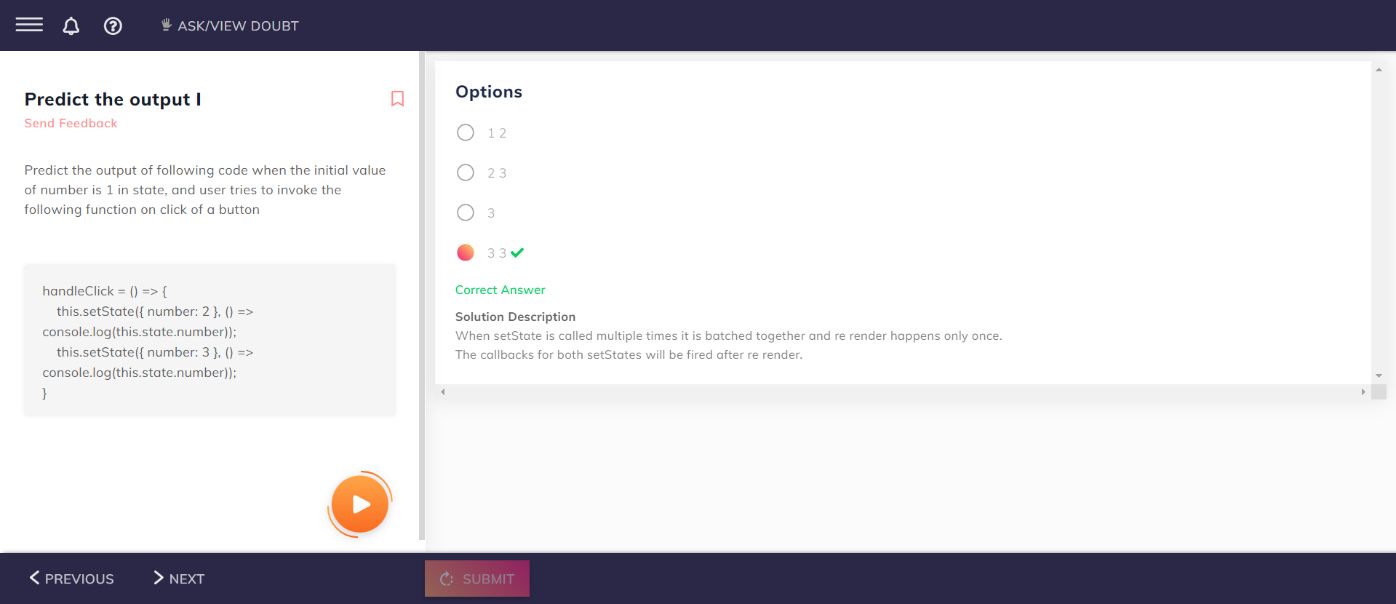 ASK/VIEW DOUBT
Predict the output I
Send Feedback
Predict the output of following code when the initial value
of number is 1 in state, and user tries to invoke the
following function on click of a button
handleClick = () => {
this.setState({ number: 2 }, () =>
console.log(this.state.number));
this.setState({ number: 3 }, () =>
console.log(this.state.number));
}
Options
1 2
2 3
3
3 3
Correct Answer
Solution Description
When setState is called multiple times it is batched together and re render happens only once.
The callbacks for both setStates will be fired after re render.
PREVIOUS
NEXT
SUBMIT